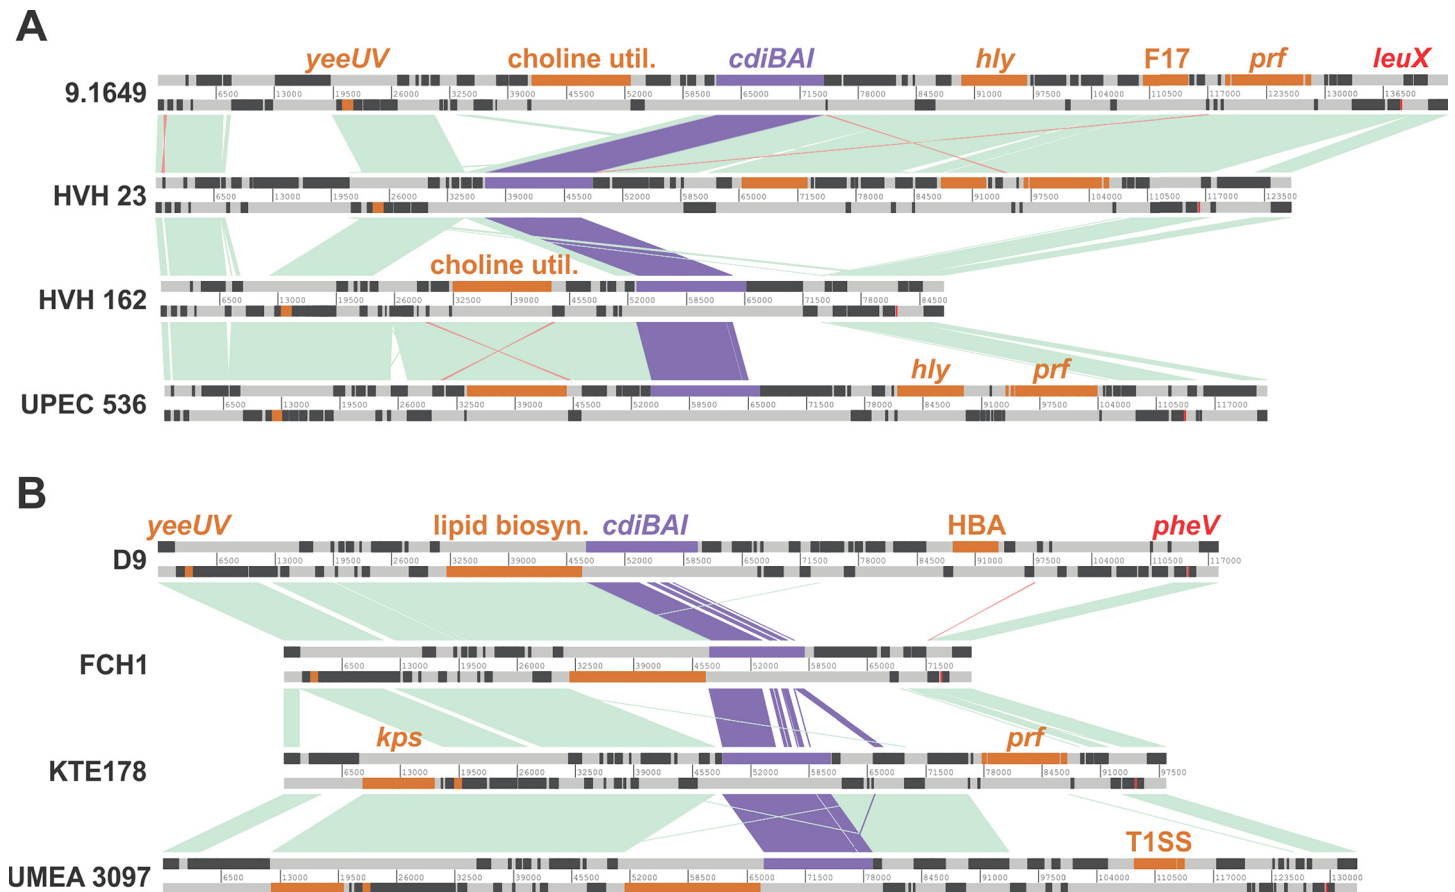 A
yeeUV choline util. cdiBAI hly F17 prf leuX
9.1649
6500 13000 19500 26000 32500 39000 45500 52000 58500 65000 71500 78000 84500 91000 97500 104000 110500 117000 123500 130000 136500
HVH 23
6500 13000 19500 26000 32500 39000 45500 52000 58500 65000 71500 78000 84500 91000 97500 104000 110500 117000 123500
choline util.
HVH 162
6500 13000 19500 26000 32500 39000 45500 52000 58500 65000 71500 78000 84500
hly prf
UPEC 536
6500 13000 19500 26000 32500 39000 45500 52000 58500 65000 71500 78000 84500 91000 97500 104000 110500 117000
B
yeeUV lipid biosyn. cdiBAI HBA pheV
D9
6500 13000 19500 26000 32500 39000 45500 52000 58500 65000 71500 78000 84500 91000 97500 104000 110500 117000
FCH1
6500 13000 19500 26000 32500 39000 45500 52000 58500 65000 71500
kps prf
KTE178
6500 13000 19500 26000 32500 39000 45500 52000 58500 65000 71500 78000 84500 91000 97500
T1SS
UMEA 3097
6500 13000 19500 26000 32500 39000 45500 52000 58500 65000 71500 78000 84500 91000 97500 104000 110500 117000 123500 130000